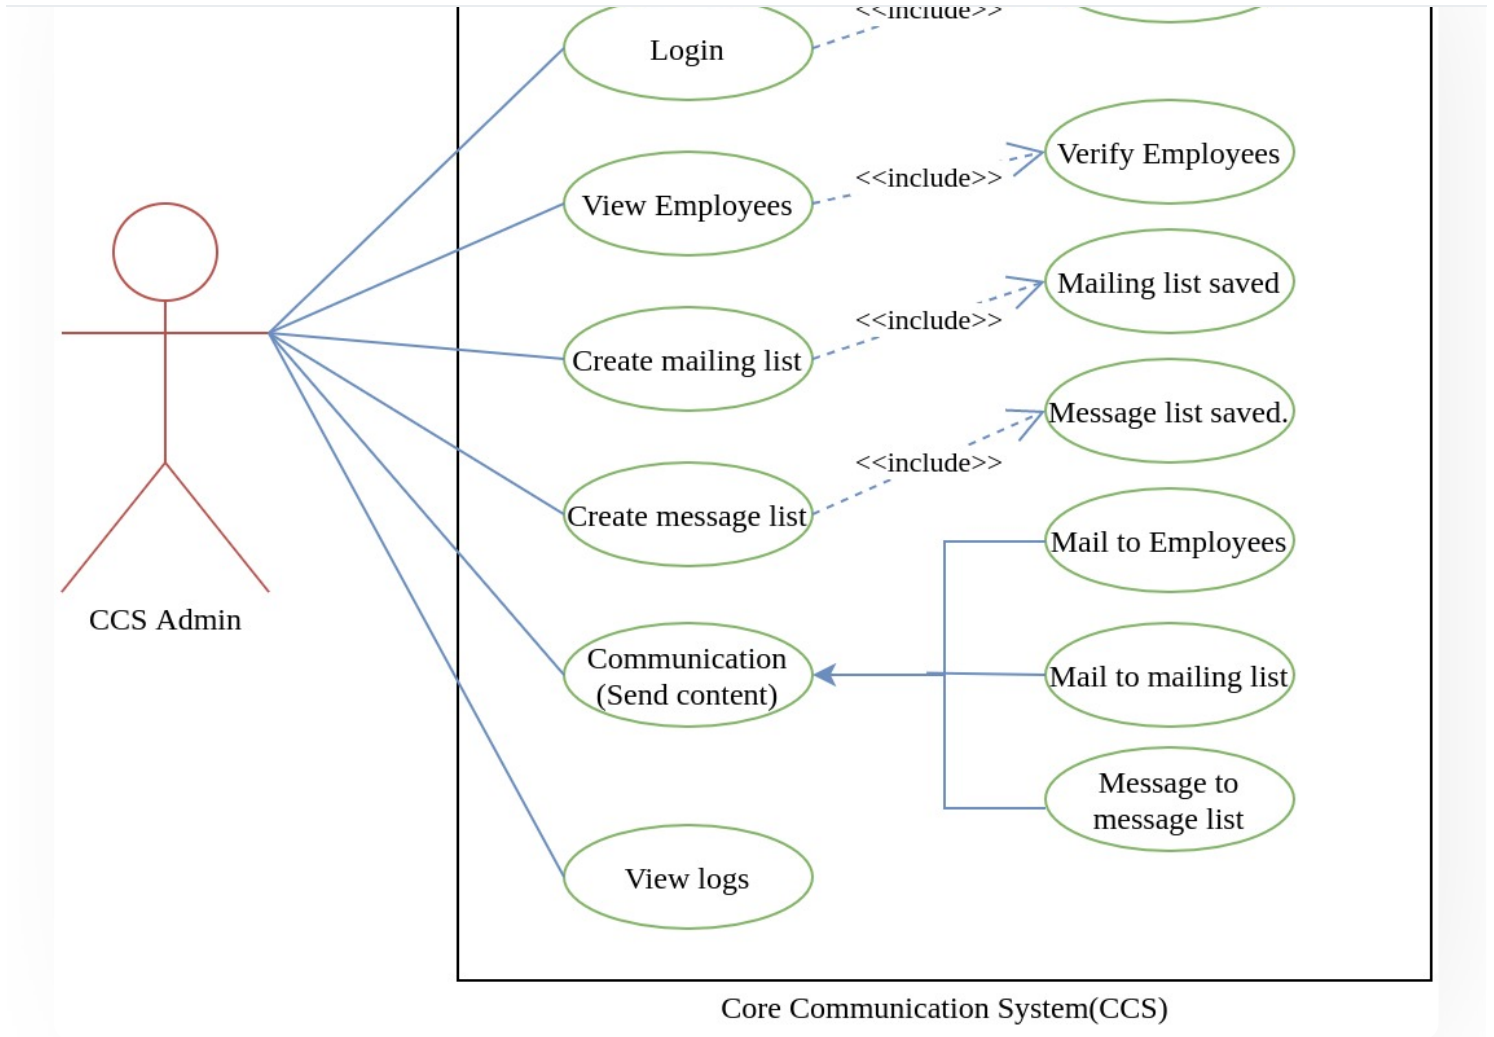 <<include>>
Login
Verify Employees
<<include>>
View Employees
Mailing list saved
<<include>>
Create mailing list
Message list saved.
<<include>>
Create message list
Mail to Employees
CCS Admin
Communication
(Send content)
Mail to mailing list
Message to
message list
View logs
Core Communication System(CCS)